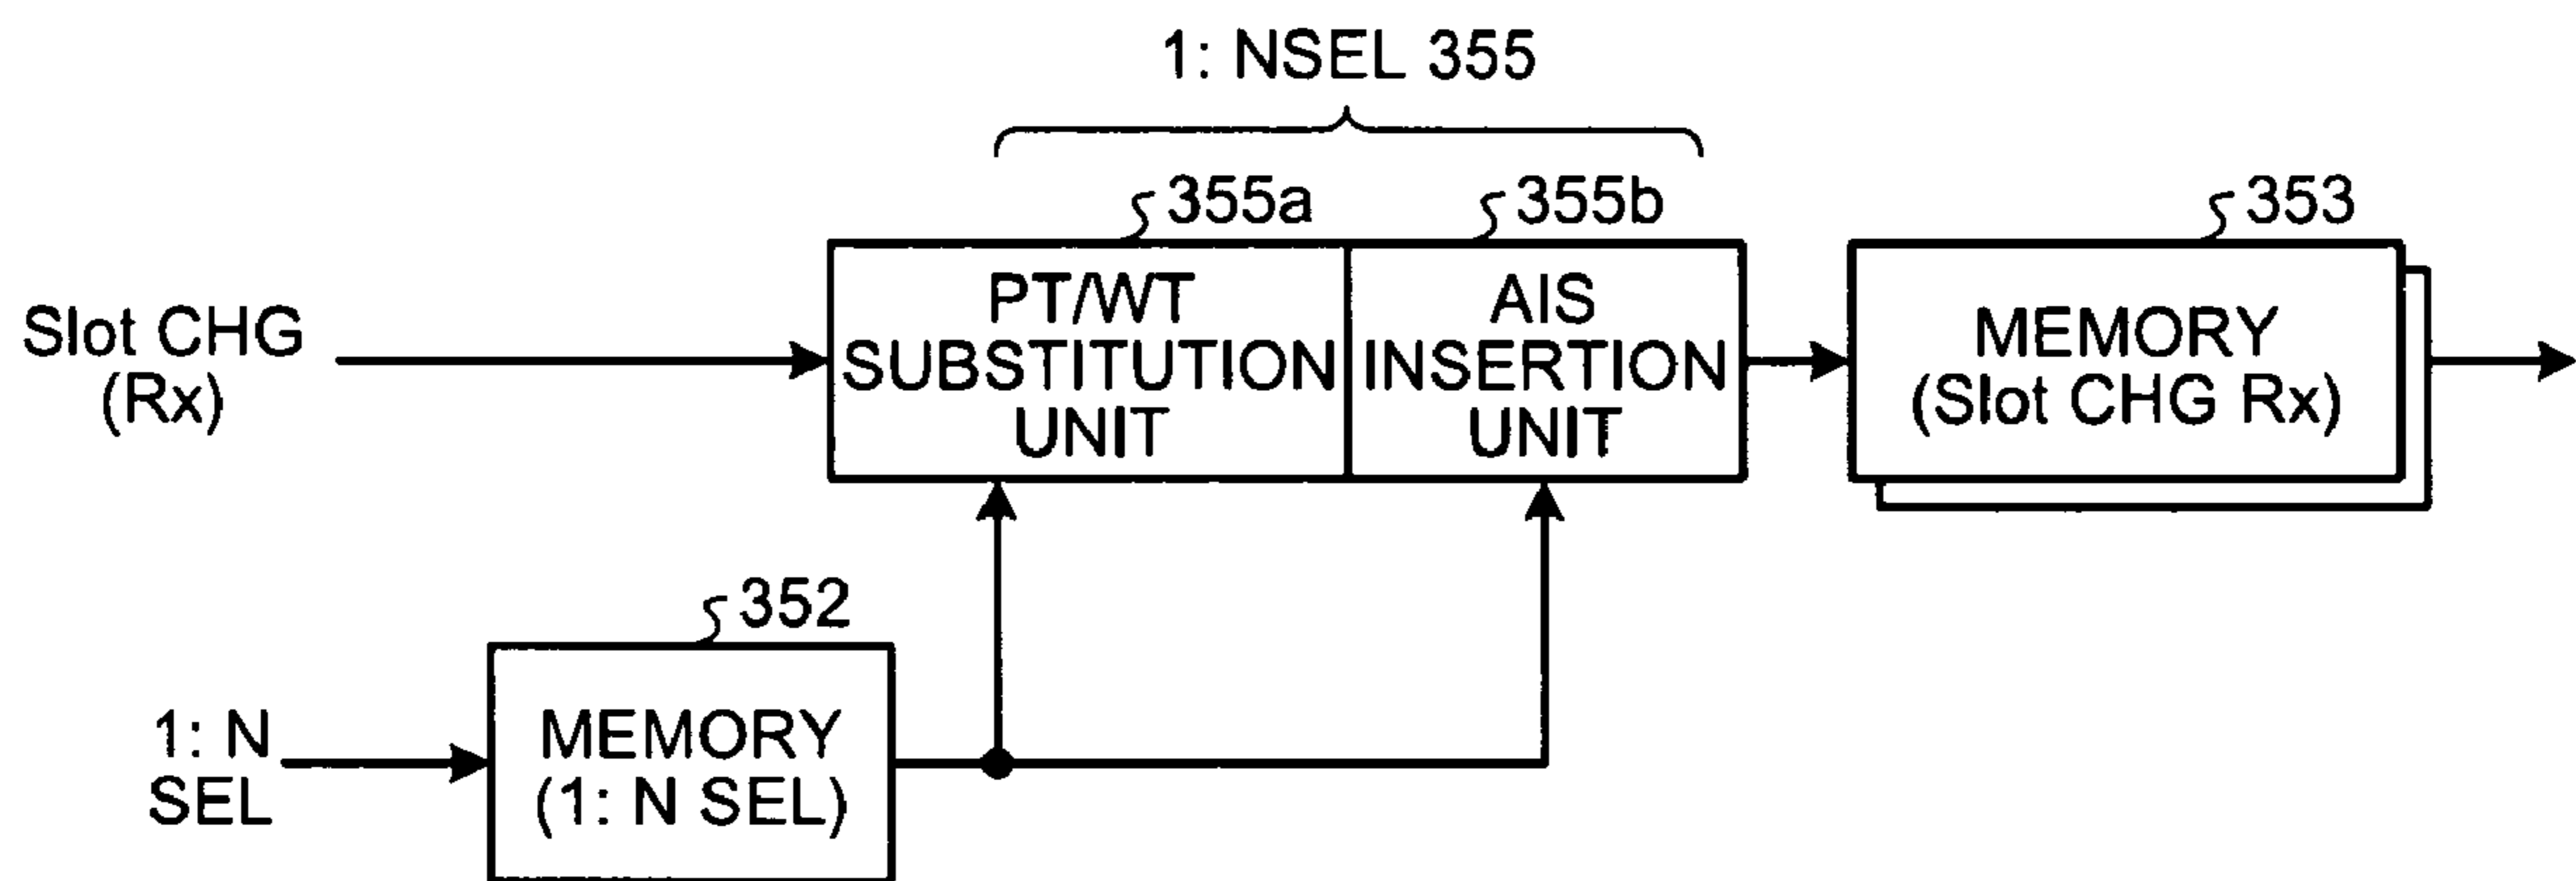 1: NSEL 355
355a
355b
353
Slot CHG
(Rx)
PT/WT
SUBSTITUTION
UNIT
AIS
INSERTION
UNIT
MEMORY
(Slot CHG Rx)
352
1: N
SEL
MEMORY
(1: N SEL)